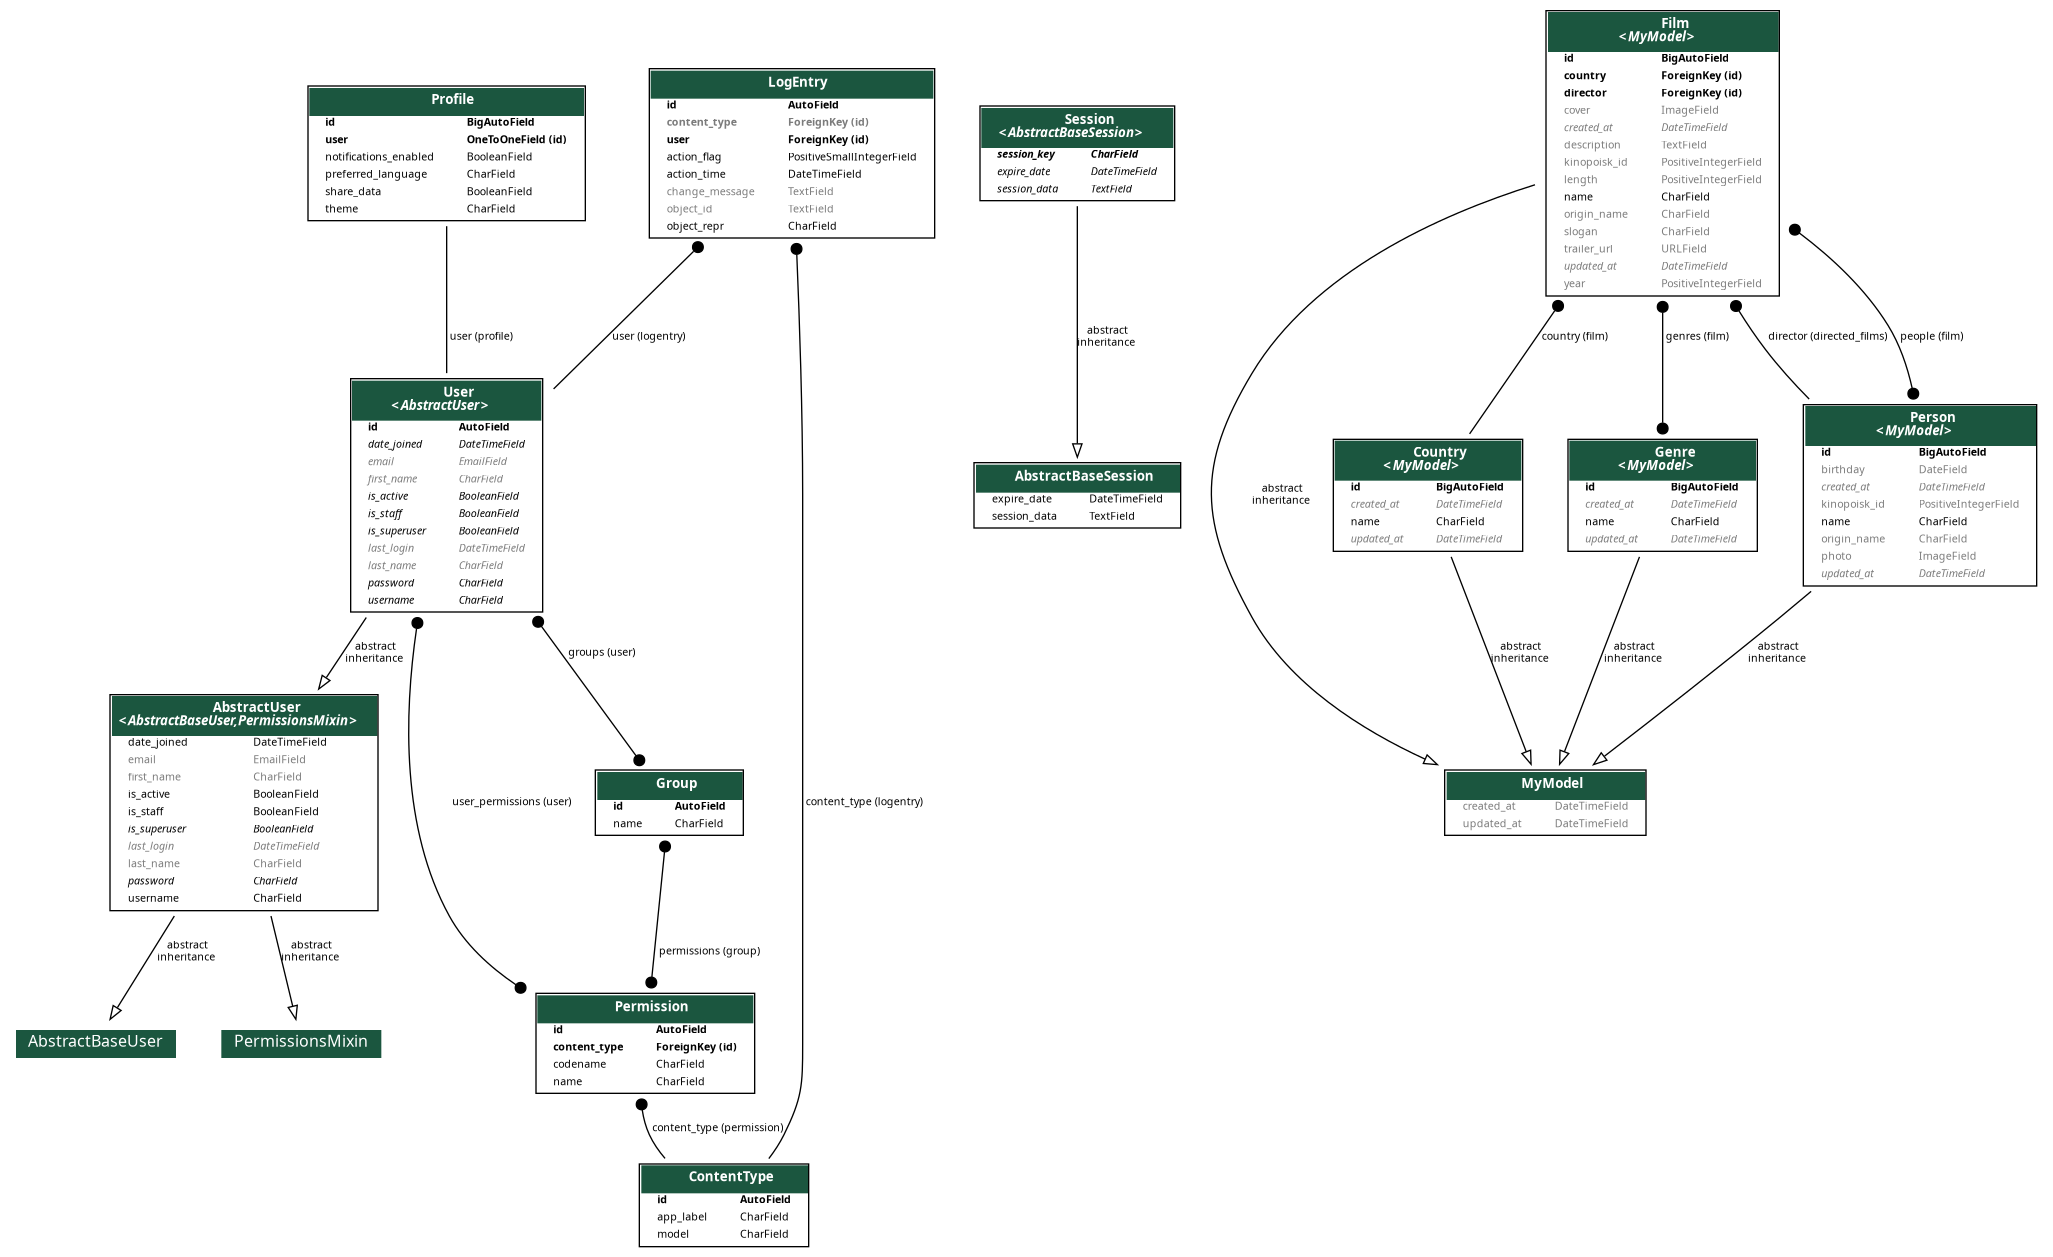 Profile
id BigAutoField
user OneToOneField (id)
notifications_enabled BooleanField
preferred_language CharField
share_data BooleanField
theme CharField
LogEntry
id AutoField
content_type ForeignKey (id)
user ForeignKey (id)
action_flag PositiveSmallIntegerField
action_time DateTimeField
change_message TextField
object_id TextField
object_repr CharField
Session
<AbstractBaseSession>
session_key CharField
expire_date DateTimeField
session_data TextField
Film
<MyModel>
id BigAutoField
country ForeignKey (id)
director ForeignKey (id)
cover ImageField
created_at DateTimeField
description TextField
kinopoisk_id PositiveIntegerField
length PositiveIntegerField
name CharField
origin_name CharField
slogan CharField
trailer_url URLField
updated_at DateTimeField
year PositiveIntegerField
user (profile)
user (logentry)
abstract
inheritance
country (film)
genres (film)
director (directed_films)
people (film)
User
<AbstractUser>
id AutoField
date_joined DateTimeField
email EmailField
first_name CharField
is_active BooleanField
is_staff BooleanField
is_superuser BooleanField
last_login DateTimeField
last_name CharField
password CharField
username CharField
AbstractBaseSession
expire_date DateTimeField
session_data TextField
abstract
inheritance
Country
<MyModel>
id BigAutoField
created_at DateTimeField
name CharField
updated_at DateTimeField
Genre
<MyModel>
id BigAutoField
created_at DateTimeField
name CharField
updated_at DateTimeField
Person
<MyModel>
id BigAutoField
birthday DateField
created_at DateTimeField
kinopoisk_id PositiveIntegerField
name CharField
origin_name CharField
photo ImageField
updated_at DateTimeField
abstract
inheritance
groups (user)
abstract
inheritance
abstract
inheritance
abstract
inheritance
AbstractUser
<AbstractBaseUser,PermissionsMixin>
date_joined DateTimeField
email EmailField
first_name CharField
is_active BooleanField
is_staff BooleanField
is_superuser BooleanField
last_login DateTimeField
last_name CharField
password CharField
username CharField
user_permissions (user)
Group
id AutoField
name CharField
content_type (logentry)
MyModel
created_at DateTimeField
updated_at DateTimeField
abstract
inheritance
abstract
inheritance
permissions (group)
AbstractBaseUser
PermissionsMixin
Permission
id AutoField
content_type ForeignKey (id)
codename CharField
name CharField
content_type (permission)
ContentType
id AutoField
app_label CharField
model CharField